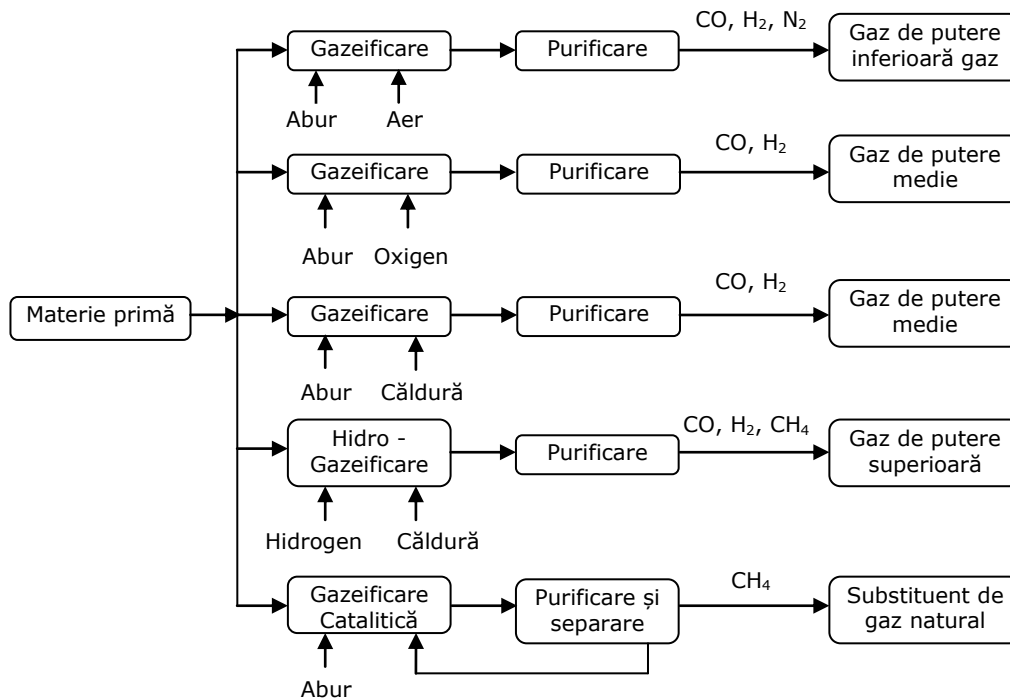 CO, H₂, N₂
Gazeificare
Purificare
Gaz de putere
inferioară gaz
Abur
Aer
CO, H₂
Gazeificare
Purificare
Gaz de putere
medie
Abur
Oxigen
CO, H₂
Materie primă
Gazeificare
Purificare
Gaz de putere
medie
Abur
Căldură
CO, H₂, CH₄
Hidro -
Gazeificare
Purificare
Gaz de putere
superioară
Hidrogen
Căldură
CH₄
Gazeificare
Catalitică
Purificare și
separare
Substituent de
gaz natural
Abur